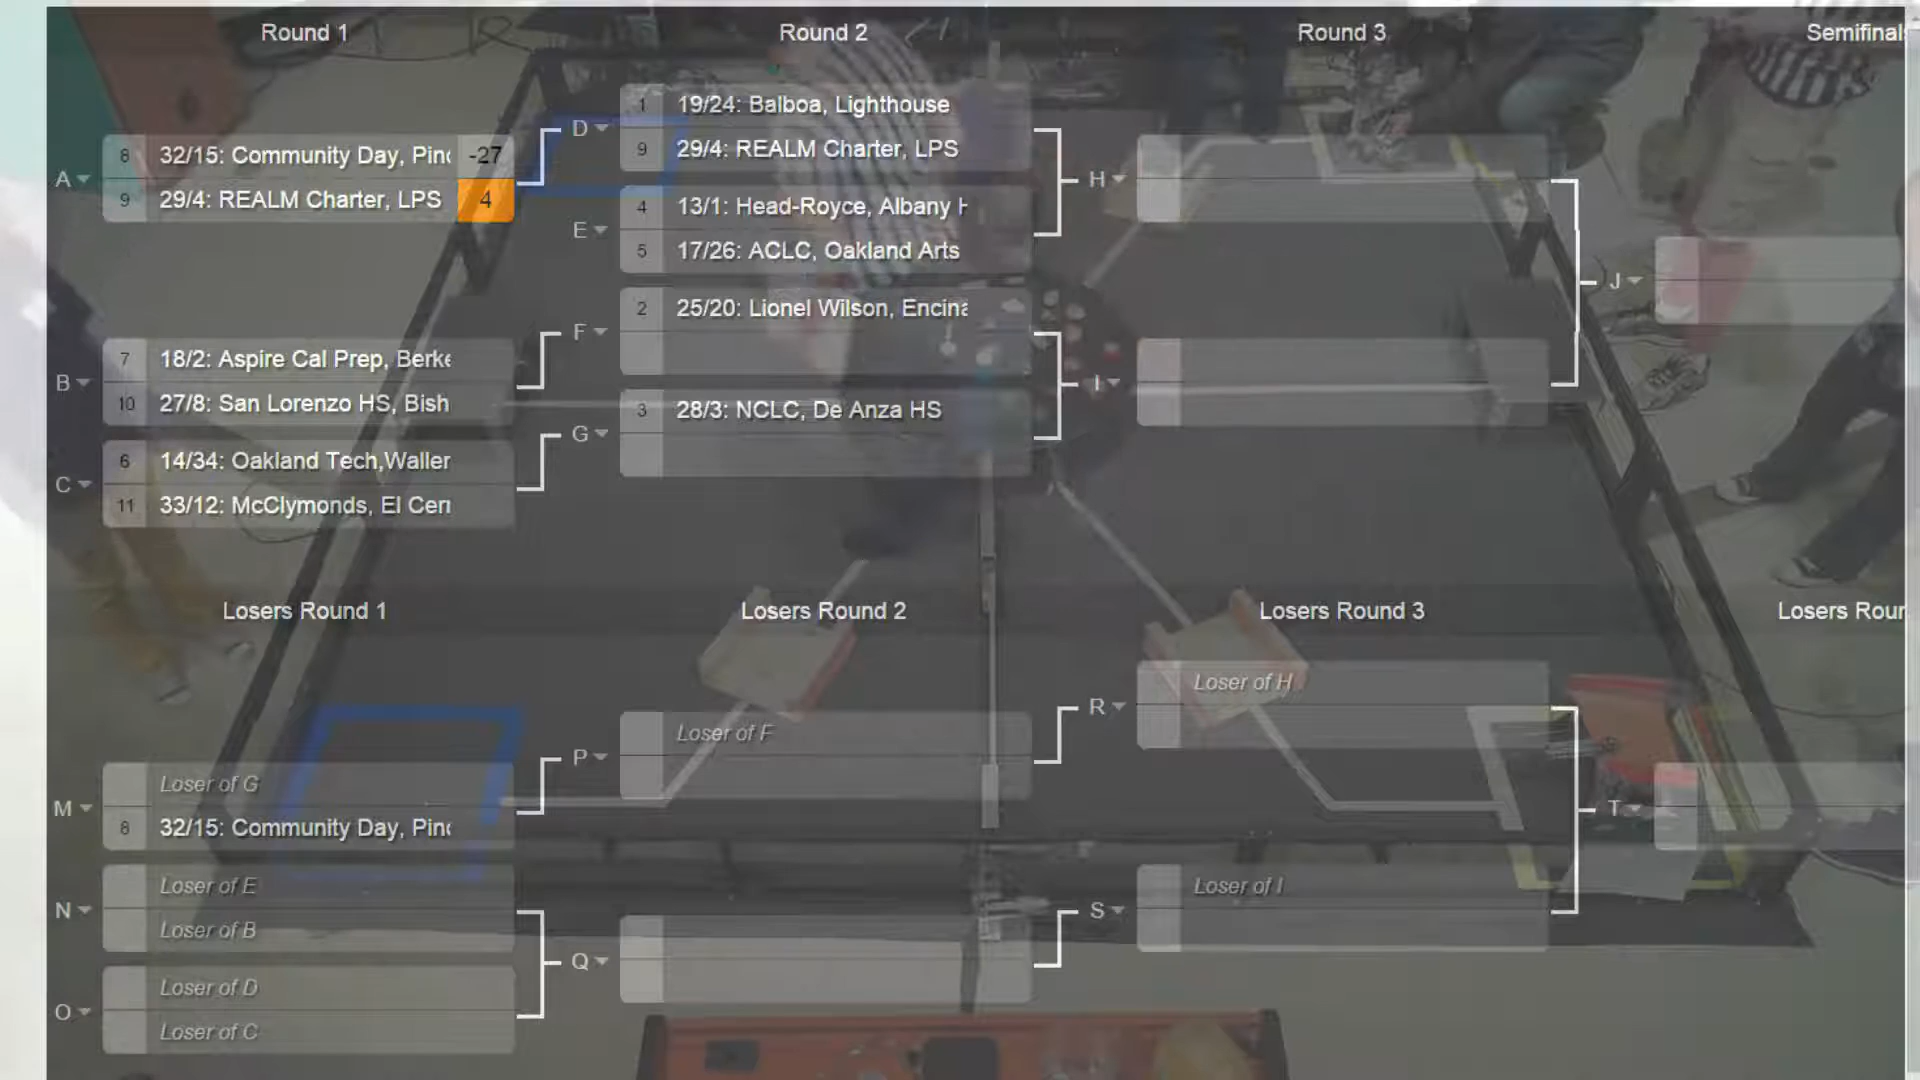 Round 1
Round 2
Round 3
Semifinals
A
8 32/15: Community Day, Pin -27
9 29/4: REALM Charter, LPS 4
B
7 18/2: Aspire Cal Prep, Berke
10 27/8: San Lorenzo HS, Bish
C
6 14/34: Oakland Tech,Waller
11 33/12: McClymonds, El Cerr
D
1 19/24: Balboa, Lighthouse
9 29/4: REALM Charter, LPS
E
4 13/1: Head-Royce, Albany H
5 17/26: ACLC, Oakland Arts
F
2 25/20: Lionel Wilson, Encina
G
3 28/3: NCLC, De Anza HS
H
I
J
Losers Round 1
Losers Round 2
Losers Round 3
Losers Roun
M
Loser of G
8 32/15: Community Day, Pin
N
Loser of E
Loser of B
O
Loser of D
Loser of C
P
Loser of F
Q
R
Loser of H
S
Loser of I
T